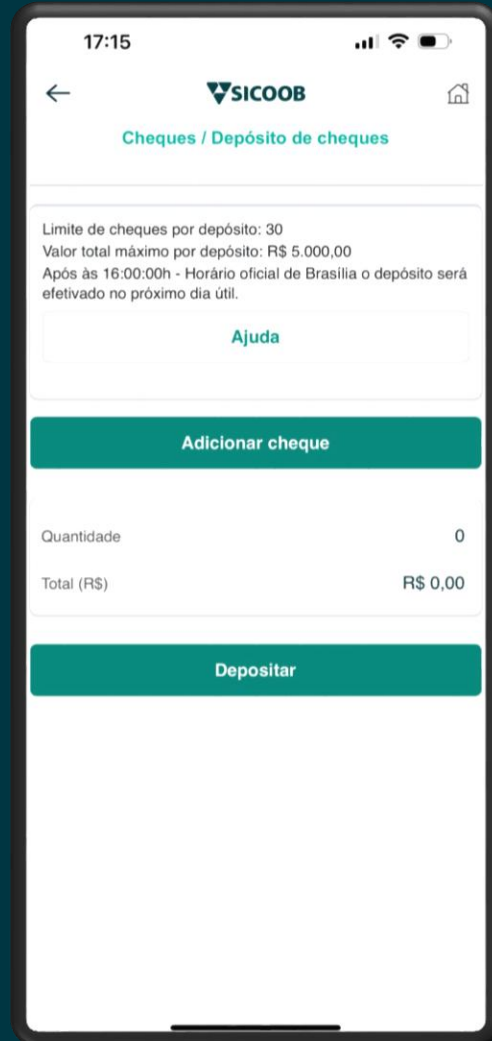 17:15
SICOOB
Cheques / Depósito de cheques
Limite de cheques por depósito: 30
Valor total máximo por depósito: R$ 5.000,00
Após às 16:00:00h - Horário oficial de Brasília o depósito será
efetivado no próximo dia útil.
Ajuda
Adicionar cheque
Quantidade 0
Total (R$) R$ 0,00
Depositar